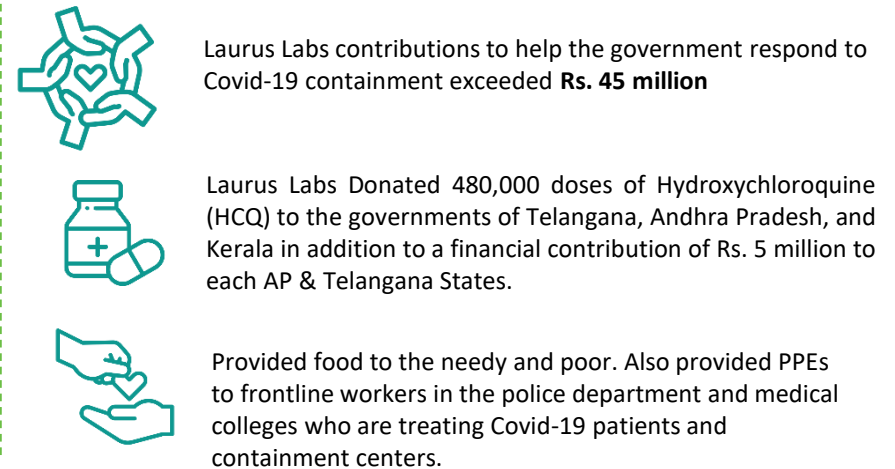 Laurus Labs contributions to help the government respond to
Covid-19 containment exceeded Rs. 45 million
Laurus Labs Donated 480,000 doses of Hydroxychloroquine
(HCQ) to the governments of Telangana, Andhra Pradesh, and
Kerala in addition to a financial contribution of Rs. 5 million to
each AP & Telangana States.
Provided food to the needy and poor. Also provided PPEs
to frontline workers in the police department and medical
colleges who are treating Covid-19 patients and
containment centers.